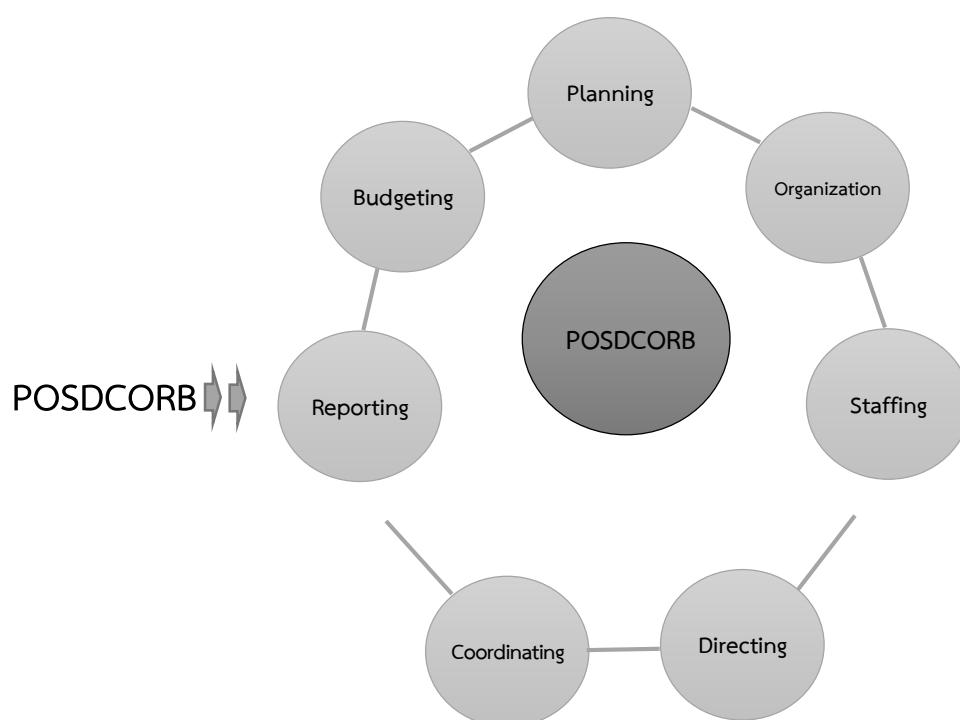 Planning
Organization
Budgeting
POSDCORB
POSDCORB
Reporting
Staffing
Coordinating
Directing